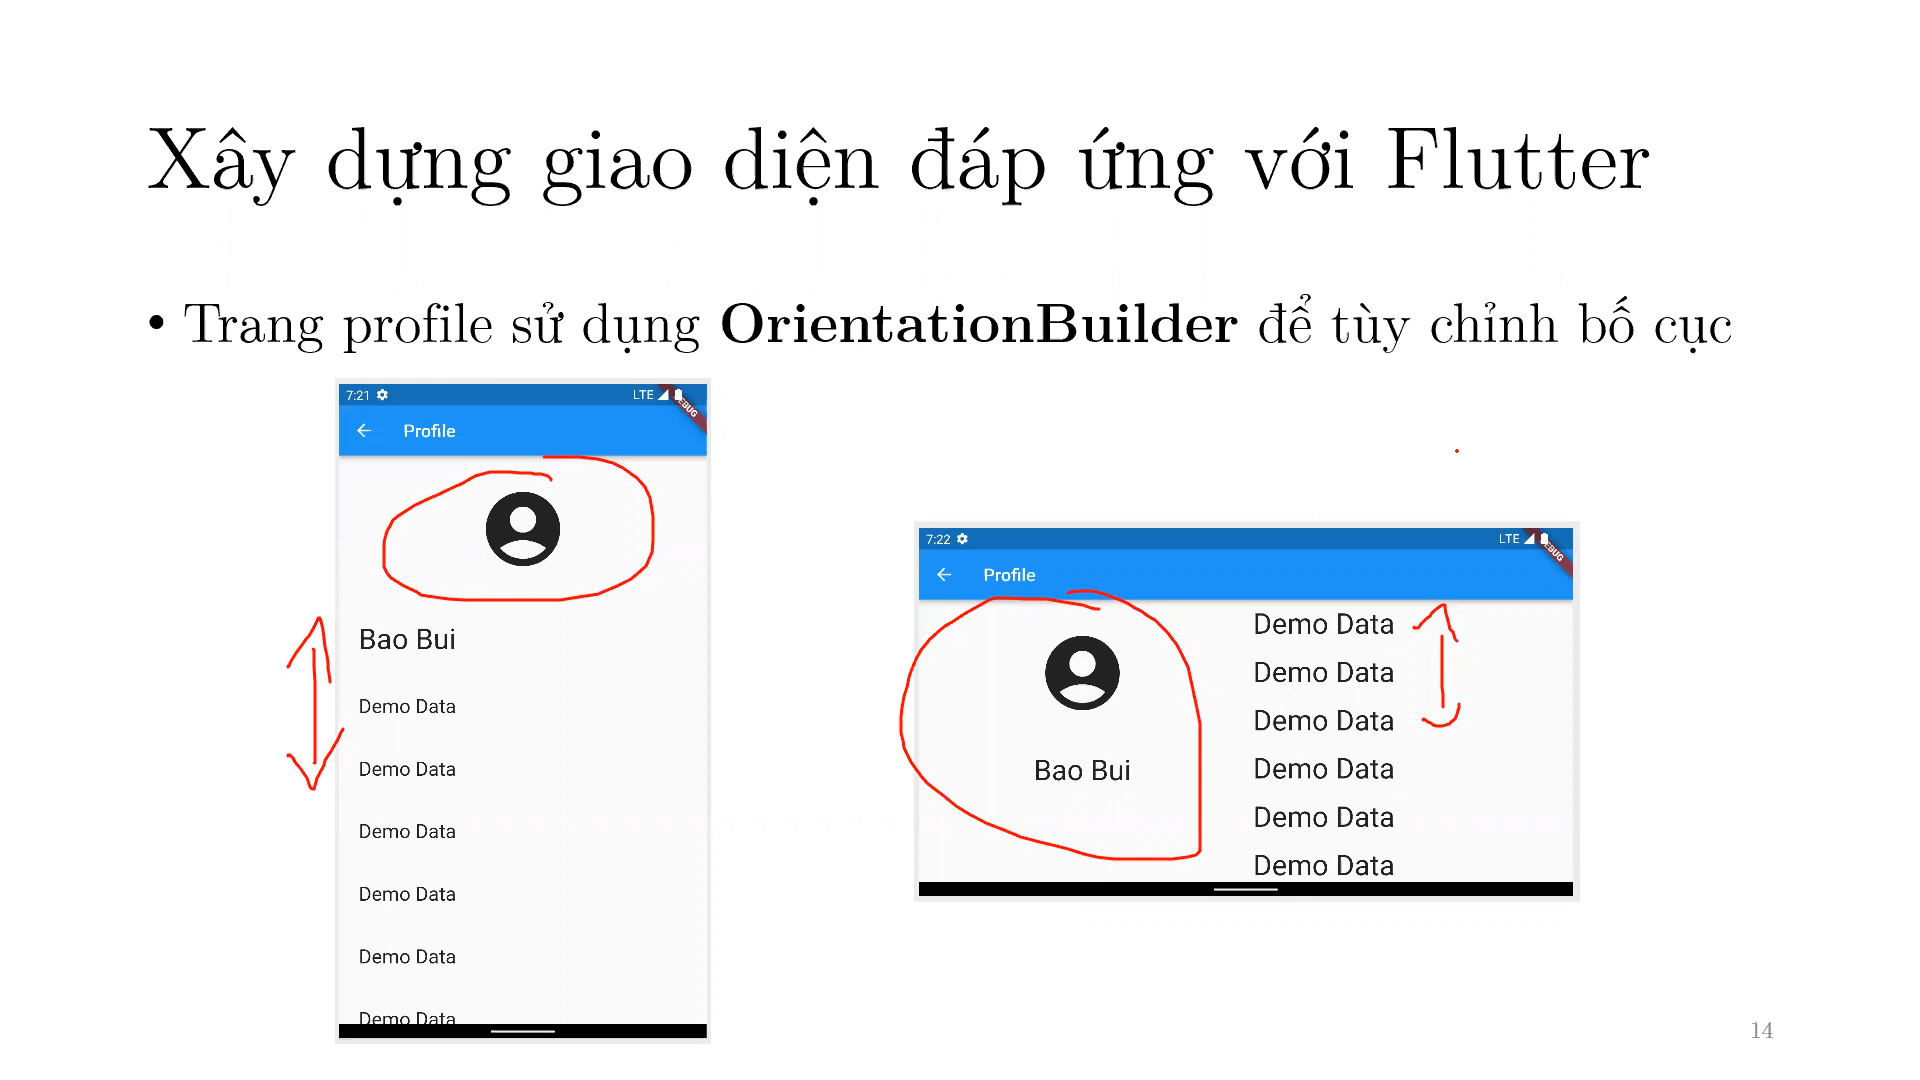 Xây dựng giao diện đáp ứng với Flutter
• Trang profile sử dụng OrientationBuilder để tùy chỉnh bố cục
7:21 LTE
DEBUG
Profile
Bao Bui
Demo Data
Demo Data
Demo Data
Demo Data
Demo Data
Demo Data
7:22 LTE
DEBUG
Profile
Bao Bui
Demo Data
Demo Data
Demo Data
Demo Data
Demo Data
Demo Data
14